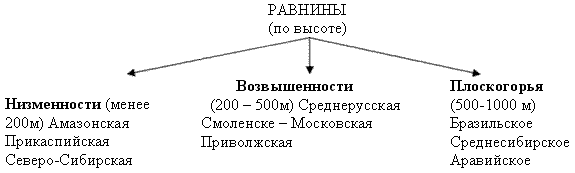 РАВНИНЫ
(по высоте)
Низменности (менее
200м) Амазонская
Прикаспийская
Северо-Сибирская
Возвышенности
(200 – 500м) Среднерусская
Смоленске – Московская
Приволжская
Плоскогорья
(500-1000 м)
Бразильское
Среднесибирское
Аравийское